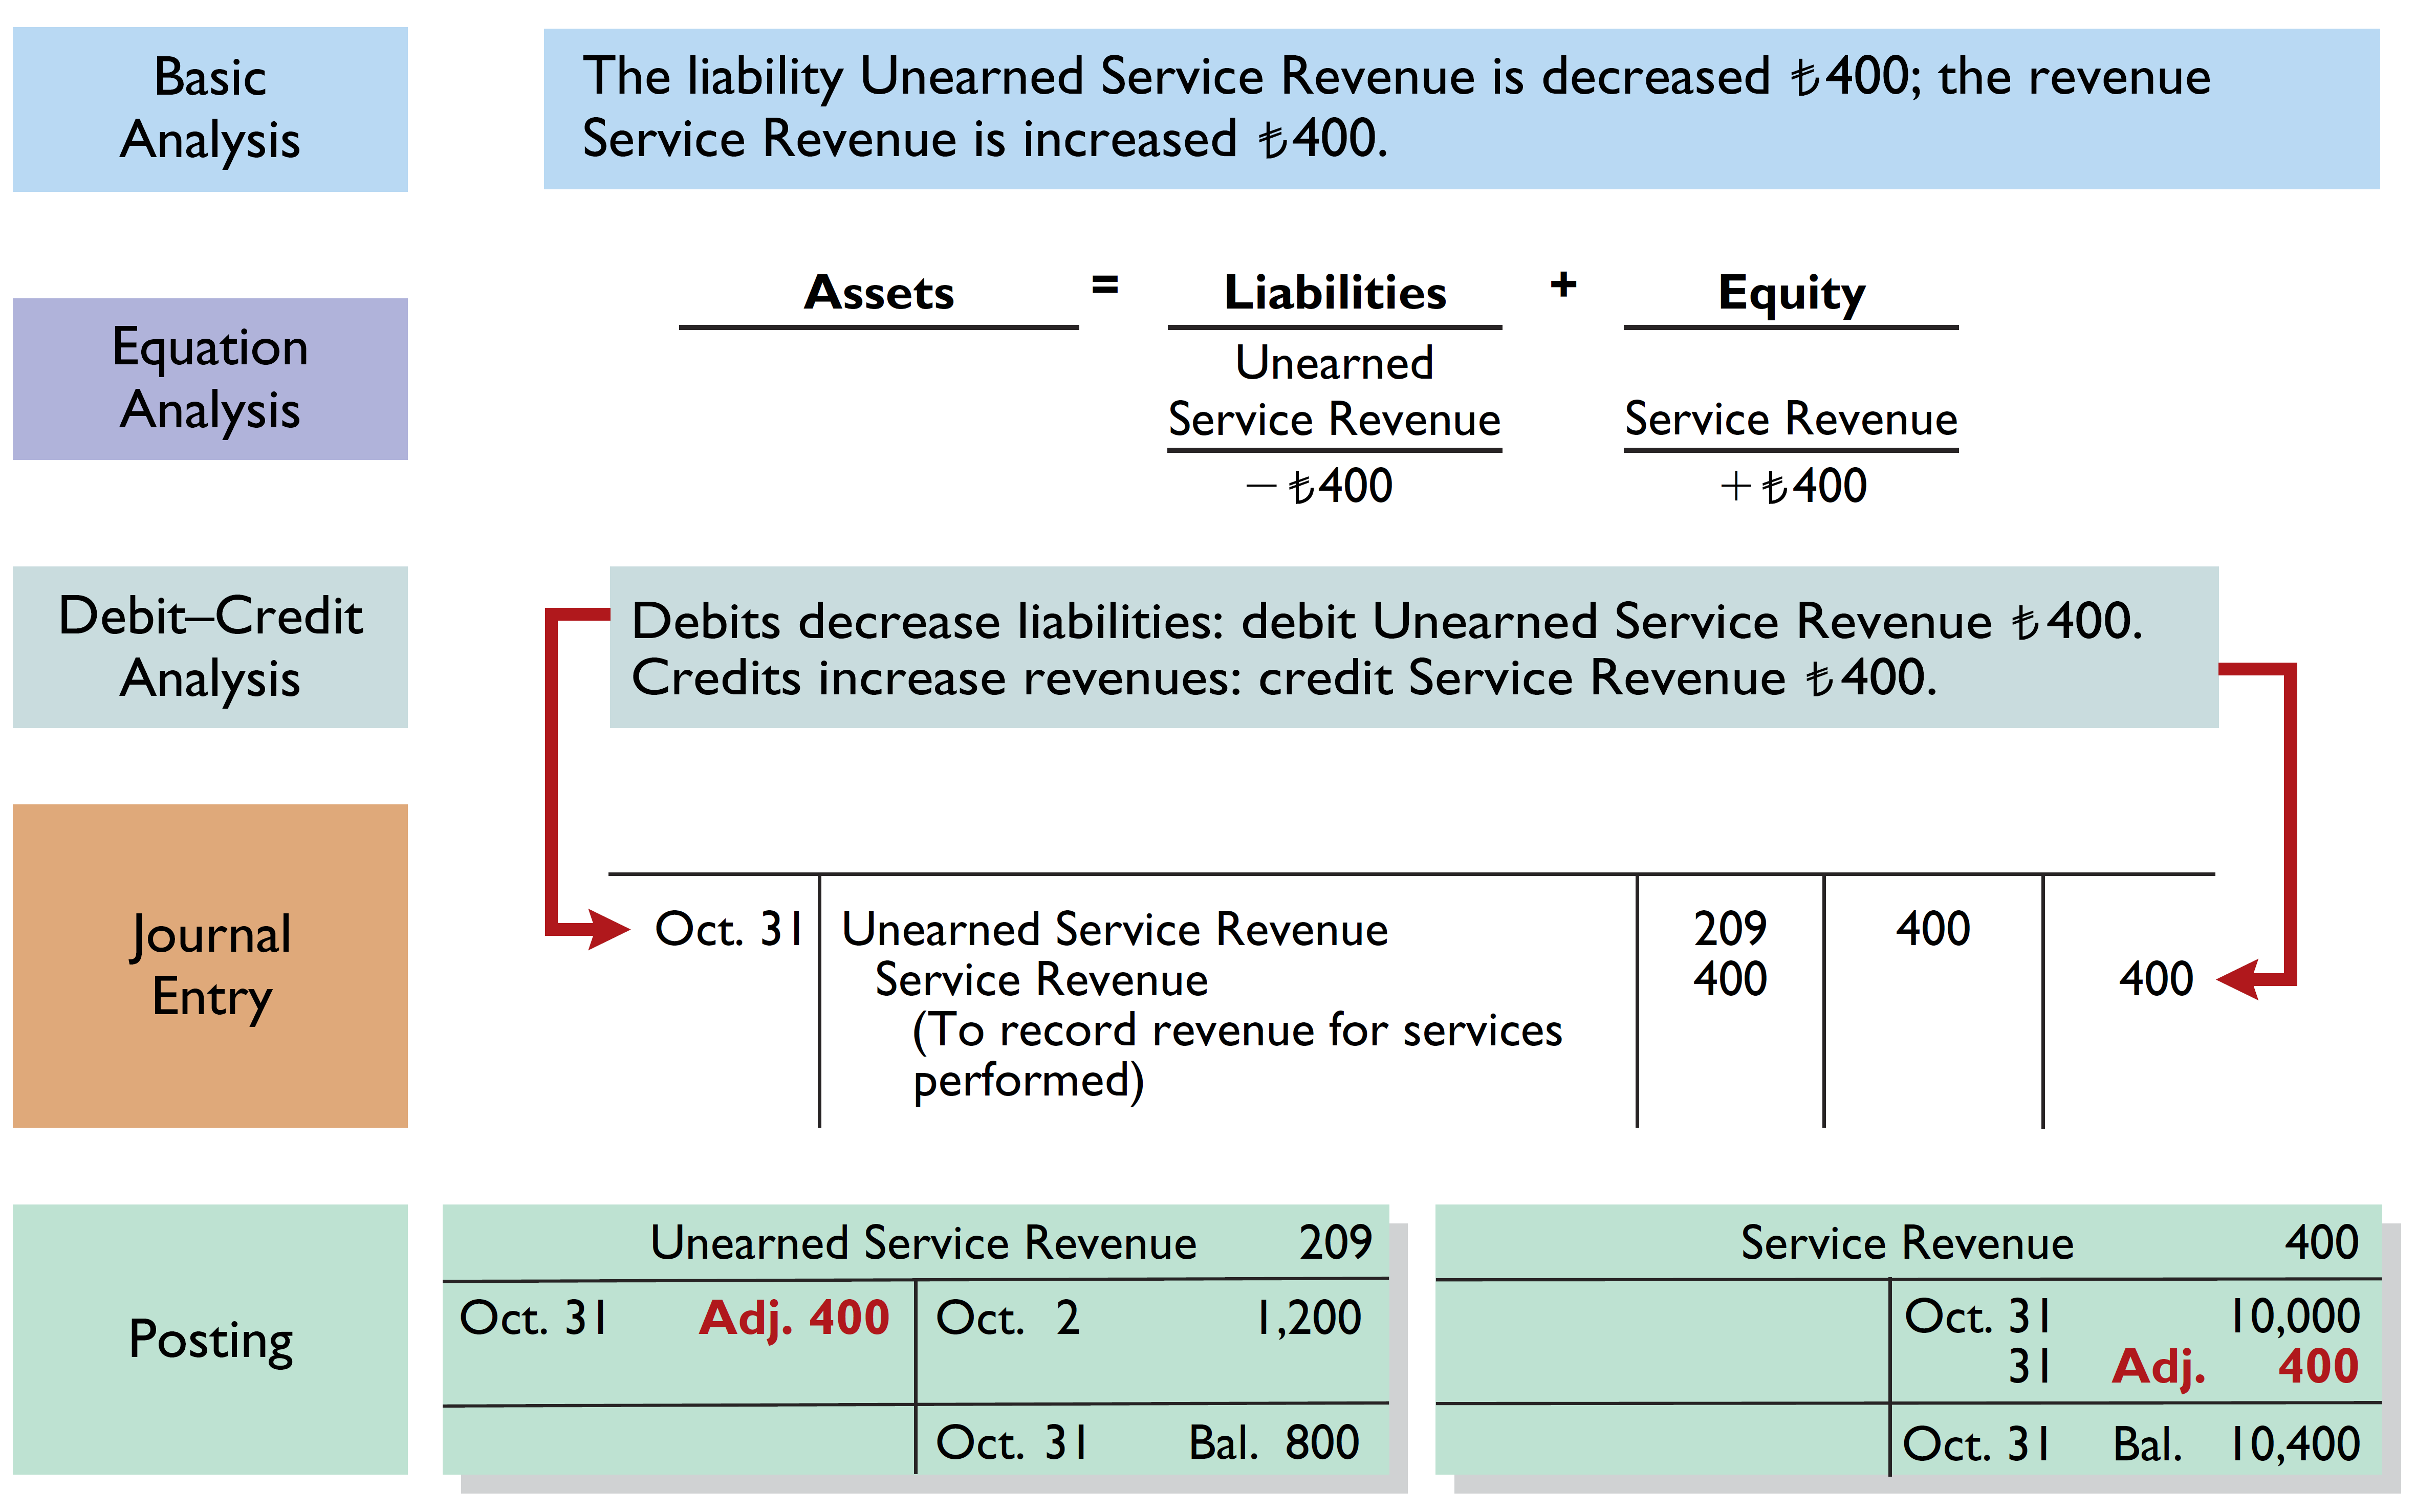 Basic
Analysis
The liability Unearned Service Revenue is decreased ₺400; the revenue
Service Revenue is increased ₺400.
Equation
Analysis
Assets = Liabilities + Equity
Unearned
Service Revenue Service Revenue
−₺400 +₺400
Debit–Credit
Analysis
Debits decrease liabilities: debit Unearned Service Revenue ₺400.
Credits increase revenues: credit Service Revenue ₺400.
Journal
Entry
Oct. 31 Unearned Service Revenue 209 400
Service Revenue 400 400
(To record revenue for services
performed)
Posting
Unearned Service Revenue 209
Oct. 31 Adj. 400 Oct. 2 1,200
Oct. 31 Bal. 800
Service Revenue 400
Oct. 31 10,000
31 Adj. 400
Oct. 31 Bal. 10,400